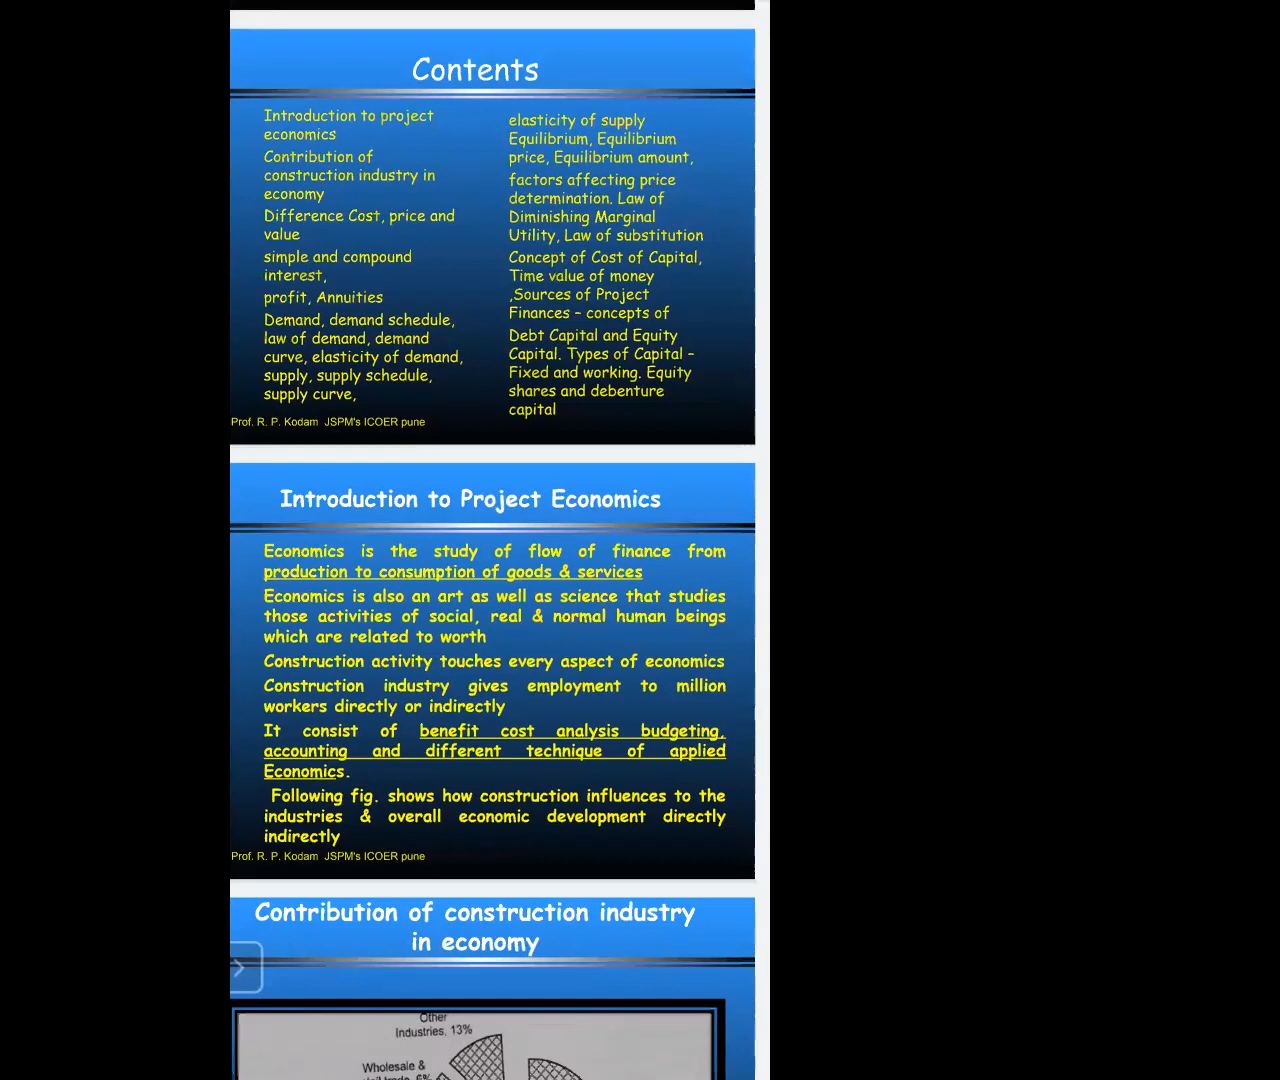 Contents
Introduction to project
economics
Contribution of
construction industry in
economy
Difference Cost, price and
value
simple and compound
interest,
profit, Annuities
Demand, demand schedule,
law of demand, demand
curve, elasticity of demand,
supply, supply schedule,
supply curve,
elasticity of supply
Equilibrium, Equilibrium
price, Equilibrium amount,
factors affecting price
determination. Law of
Diminishing Marginal
Utility, Law of substitution
Concept of Cost of Capital,
Time value of money
,Sources of Project
Finances – concepts of
Debt Capital and Equity
Capital. Types of Capital –
Fixed and working. Equity
shares and debenture
capital
Prof. R. P. Kodam JSPM's ICOER pune
Introduction to Project Economics
Economics is the study of flow of finance from
production to consumption of goods & services
Economics is also an art as well as science that studies
those activities of social, real & normal human beings
which are related to worth
Construction activity touches every aspect of economics
Construction industry gives employment to million
workers directly or indirectly
It consist of benefit cost analysis budgeting,
accounting and different technique of applied
Economics.
Following fig. shows how construction influences to the
industries & overall economic development directly
indirectly
Prof. R. P. Kodam JSPM's ICOER pune
Contribution of construction industry
in economy
Other
Industries, 13%
Wholesale &
trade, 6%